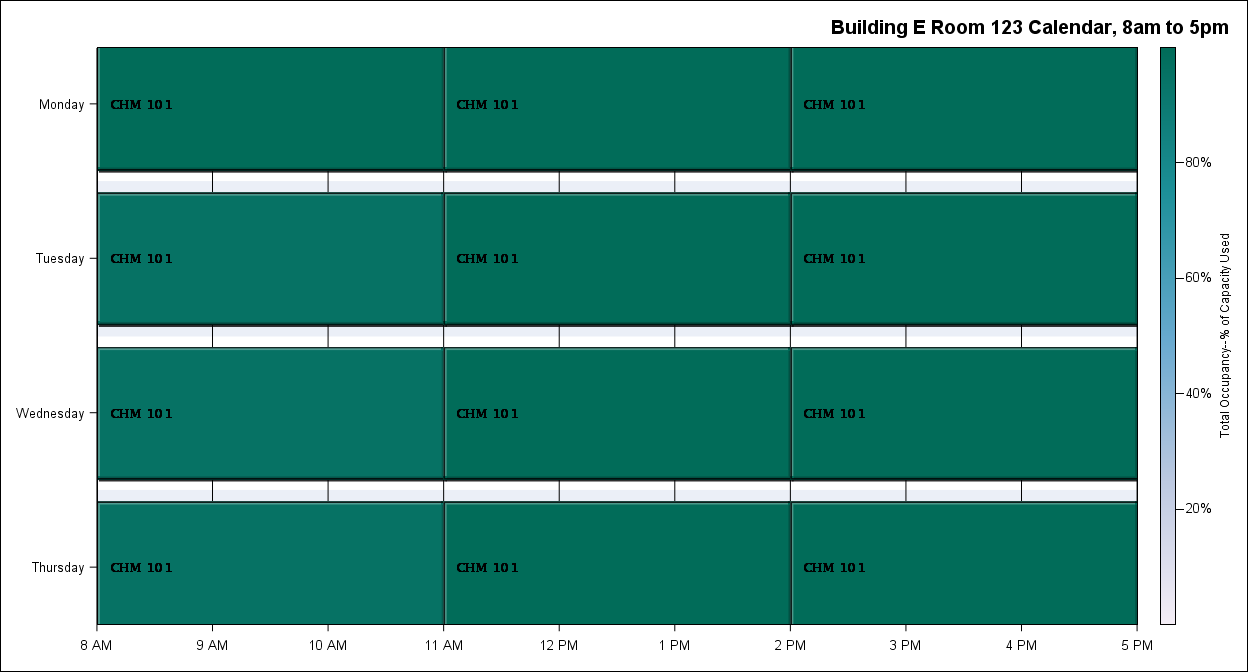 Building E Room 123 Calendar, 8am to 5pm
Monday
CHM 101
CHM 101
CHM 101
80%
Tuesday
CHM 101
CHM 101
CHM 101
60%
Total Occupancy--% of Capacity Used
40%
Wednesday
CHM 101
CHM 101
CHM 101
20%
Thursday
CHM 101
CHM 101
CHM 101
8 AM
9 AM
10 AM
11 AM
12 PM
1 PM
2 PM
3 PM
4 PM
5 PM